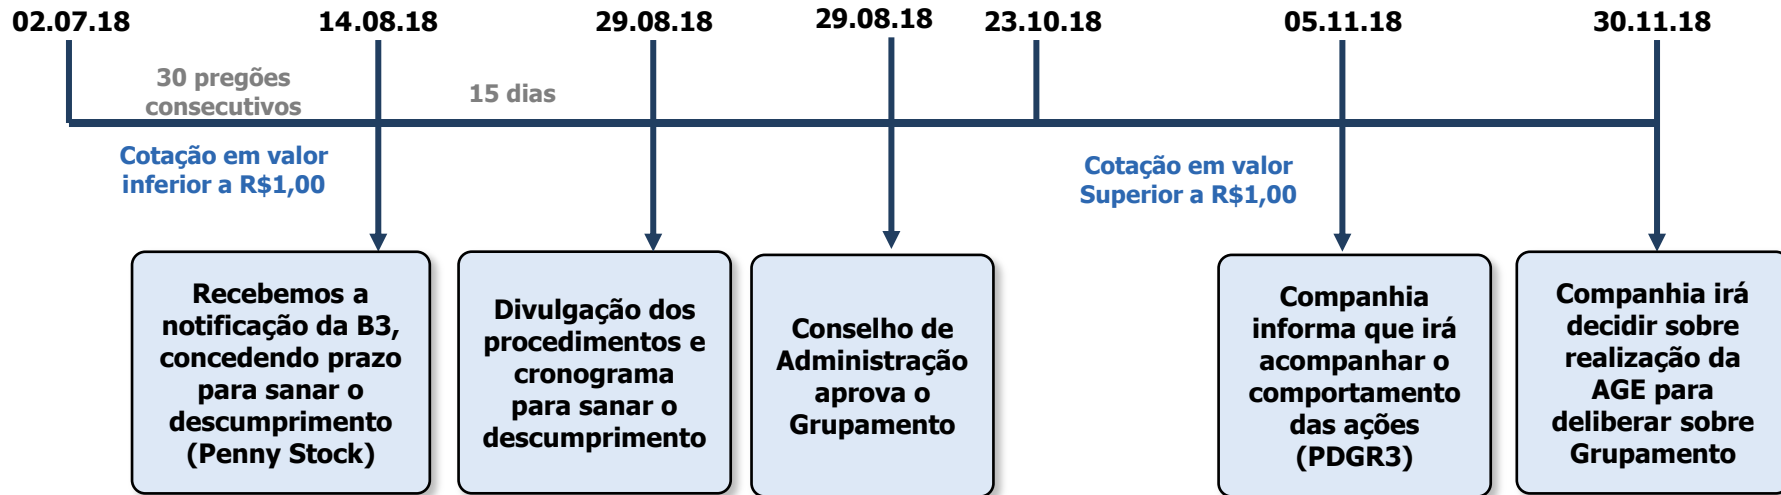 02.07.18
14.08.18
29.08.18
29.08.18
23.10.18
05.11.18
30.11.18
30 pregões
consecutivos
15 dias
Cotação em valor
inferior a R$1,00
Cotação em valor
Superior a R$1,00
Recebemos a
notificação da B3,
concedendo prazo
para sanar o
descumprimento
(Penny Stock)
Divulgação dos
procedimentos e
cronograma
para sanar o
descumprimento
Conselho de
Administração
aprova o
Grupamento
Companhia
informa que irá
acompanhar o
comportamento
das ações
(PDGR3)
Companhia irá
decidir sobre
realização da
AGE para
deliberar sobre
Grupamento